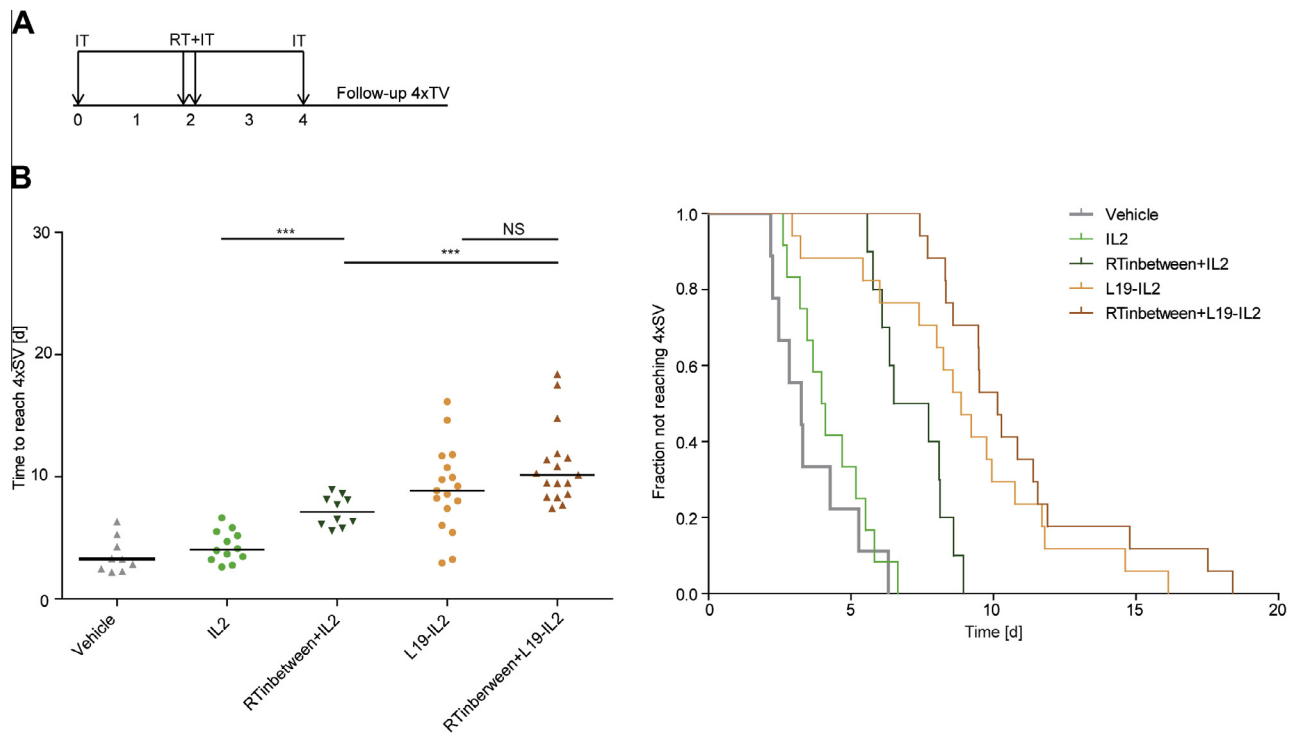 A
IT RT+IT IT
Follow-up 4xTV
0 1 2 3 4
B
Time to reach 4xSV [d]
30
20
10
0
*** NS
***
Vehicle
IL2
RTinbetween+IL2
L19-IL2
RTinberween+L19-IL2
Fraction not reaching 4xSV
1.0
0.8
0.6
0.4
0.2
0.0
0 5 10 15 20
Time [d]
Vehicle
IL2
RTinbetween+IL2
L19-IL2
RTinbetween+L19-IL2